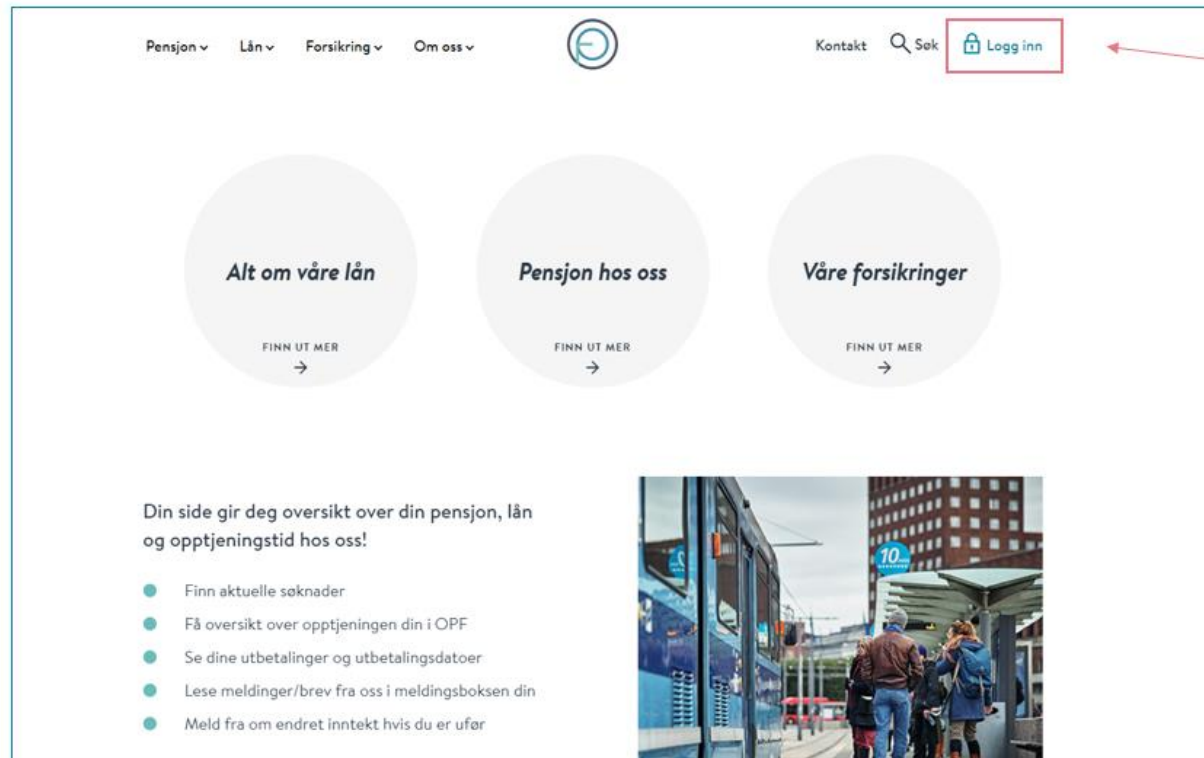 Pensjon Lån Forsikring Om oss Kontakt Søk Logg inn
Alt om våre lån Pensjon hos oss Våre forsikringer
FINN UT MER FINN UT MER FINN UT MER
Din side gir deg oversikt over din pensjon, lån
og opptjeningstid hos oss!
Finn aktuelle søknader
Få oversikt over opptjeningen din i OPF
Se dine utbetalinger og utbetalingsdatoer
Lese meldinger/brev fra oss i meldingsboksen din
Meld fra om endret inntekt hvis du er ufør
10